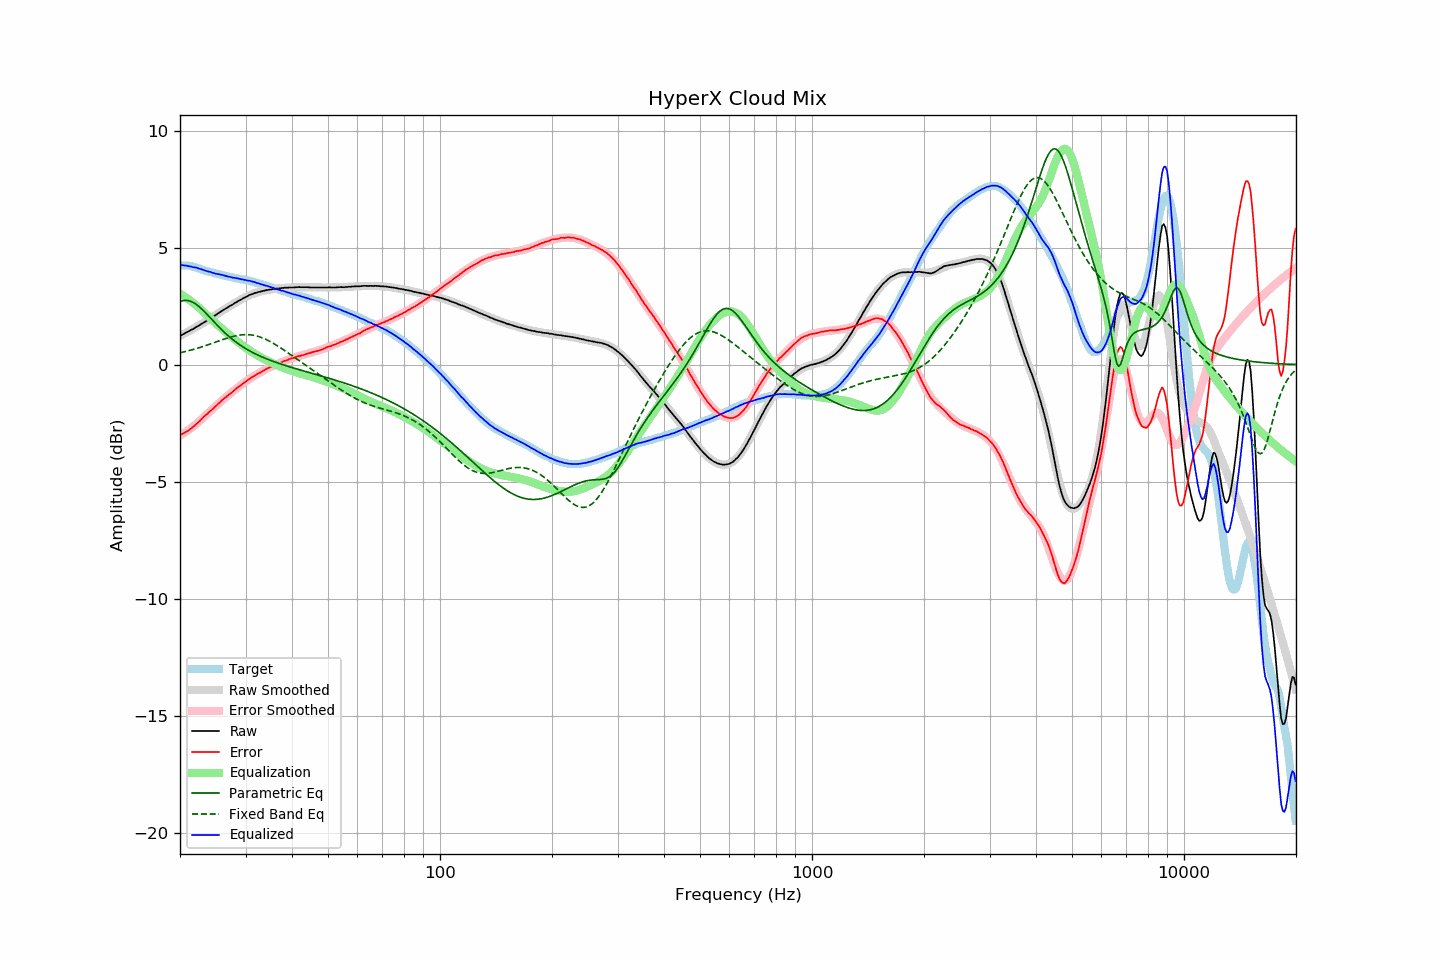 HyperX Cloud Mix
10
5
0
−5
−10
−15
−20
Amplitude (dBr)
Target
Raw Smoothed
Error Smoothed
Raw
Error
Equalization
Parametric Eq
Fixed Band Eq
Equalized
100
1000
10000
Frequency (Hz)